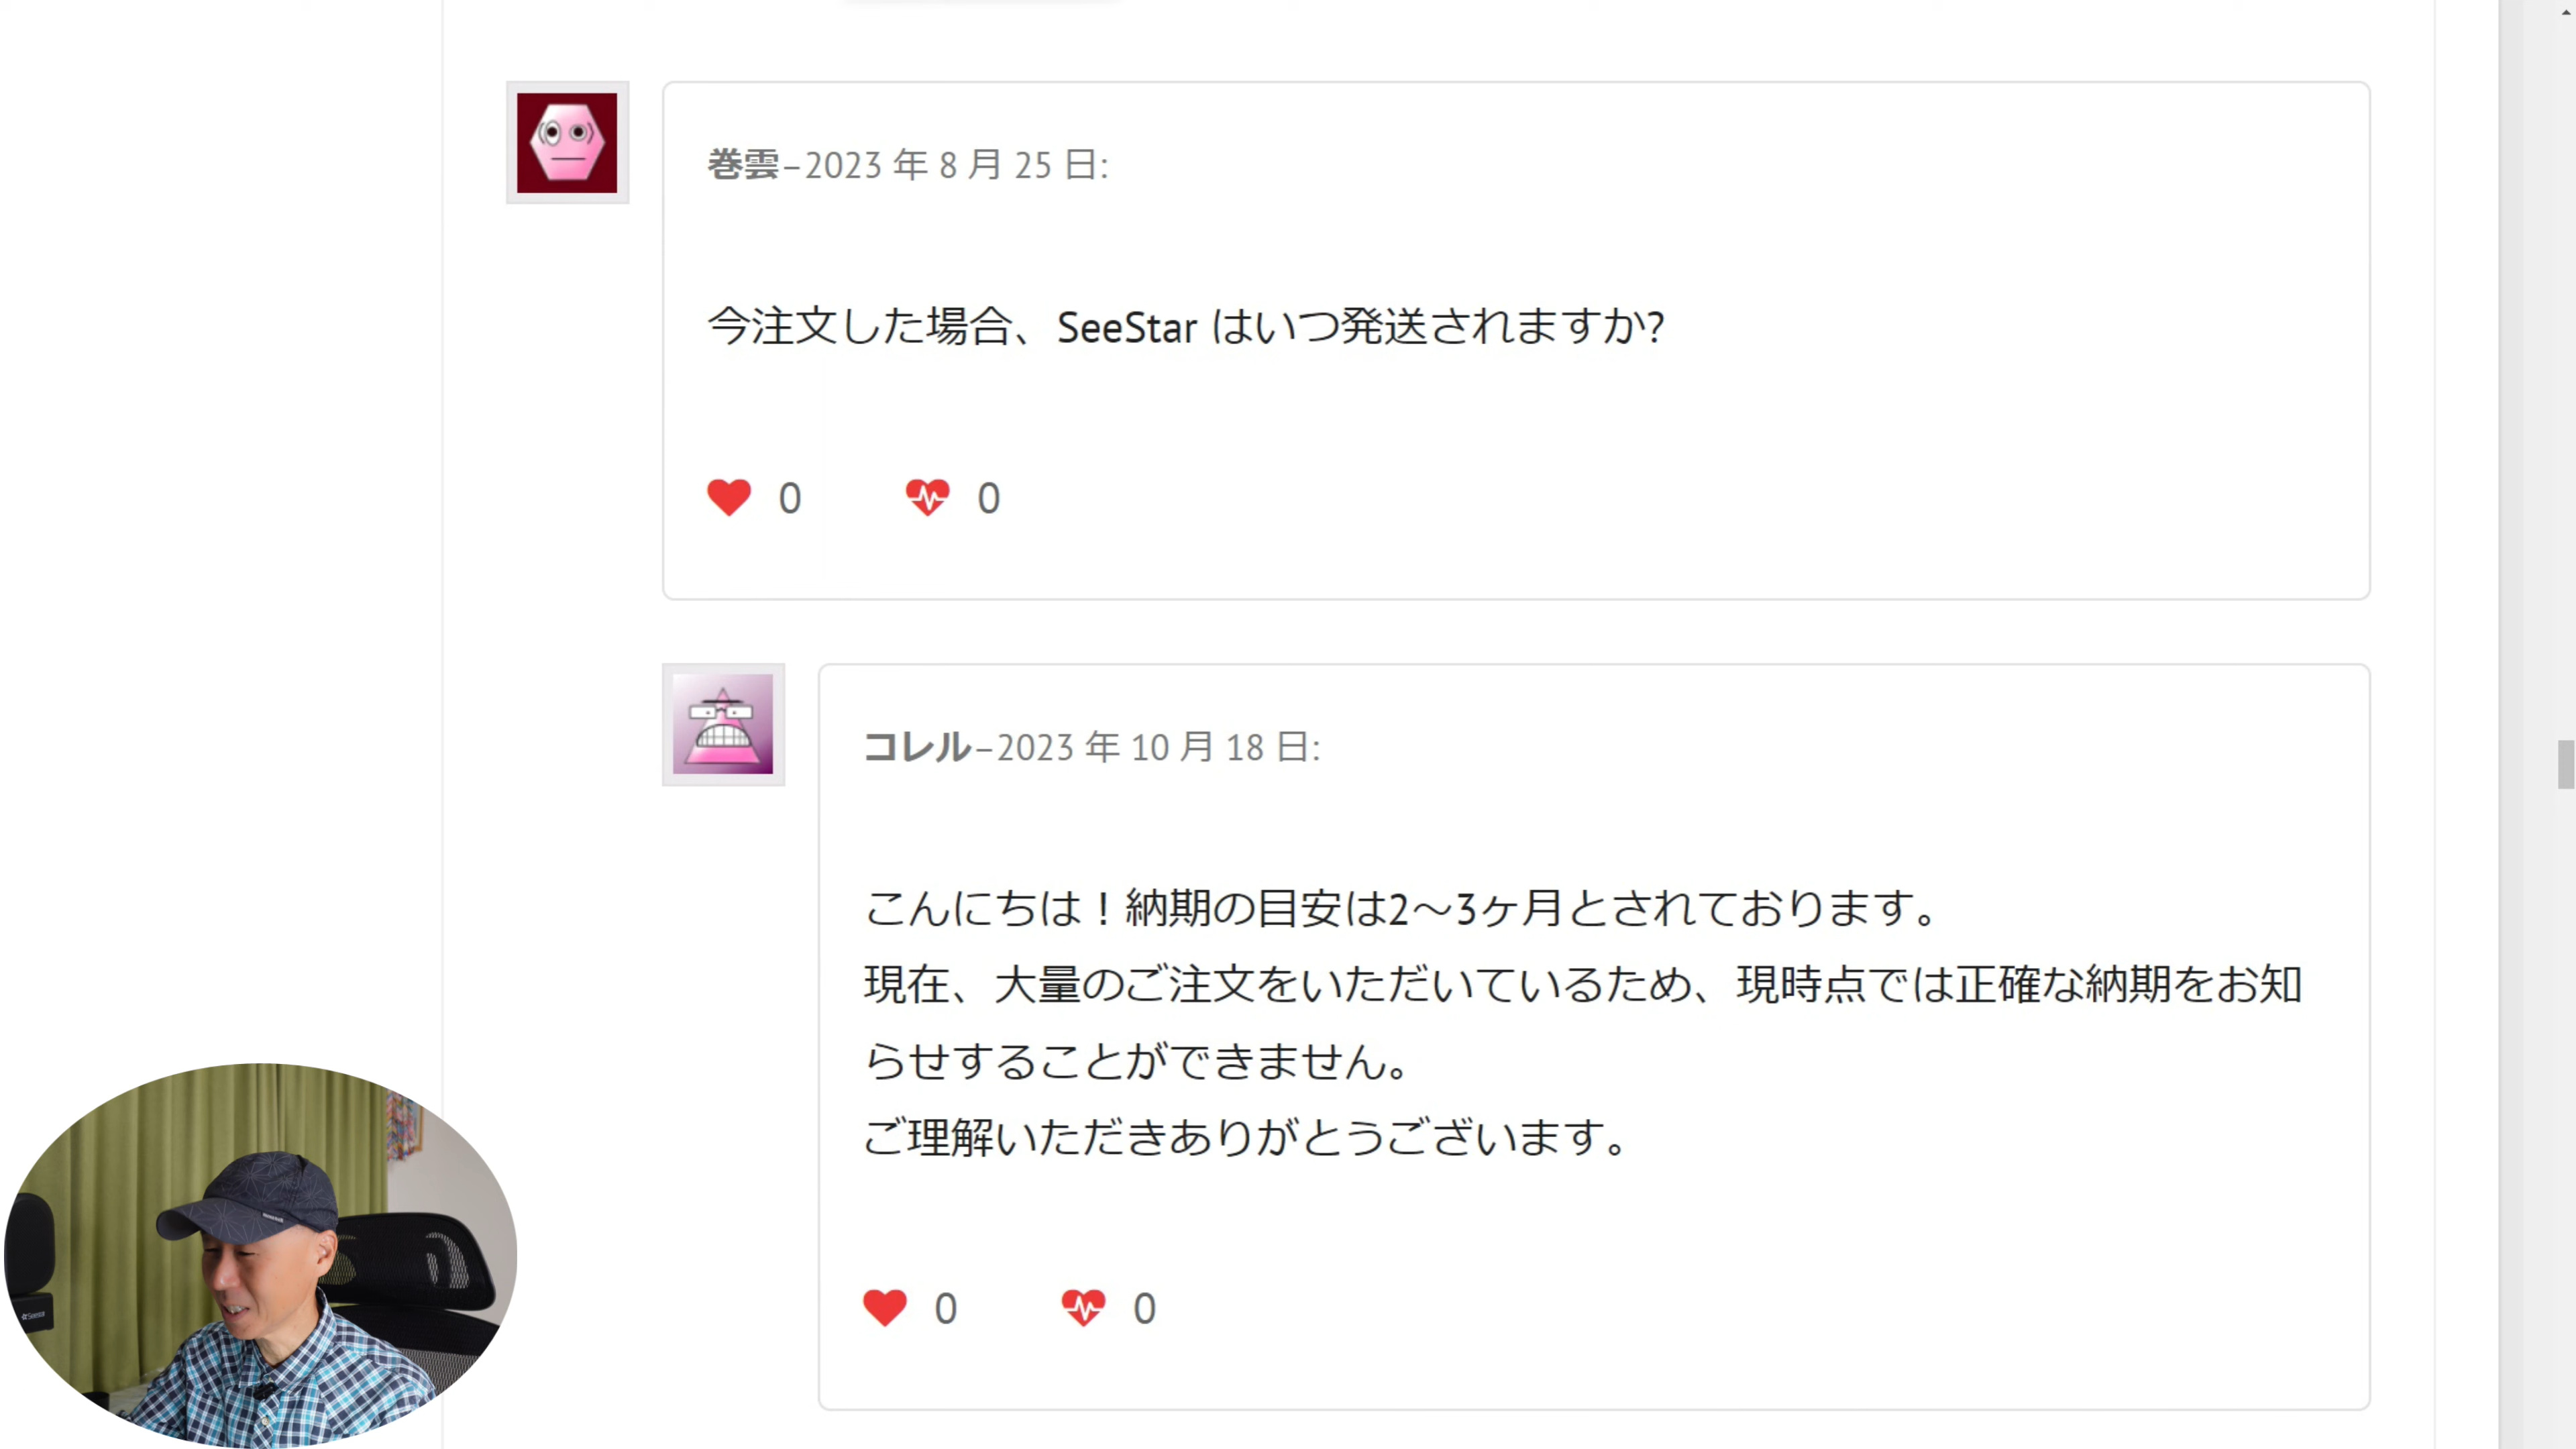 巻雲–2023 年 8 月 25 日:
今注文した場合、SeeStar はいつ発送されますか?
0 0
コレル–2023 年 10 月 18 日:
こんにちは！納期の目安は2～3ヶ月とされております。
現在、大量のご注文をいただいているため、現時点では正確な納期をお知
らせすることができません。
ご理解いただきありがとうございます。
0 0